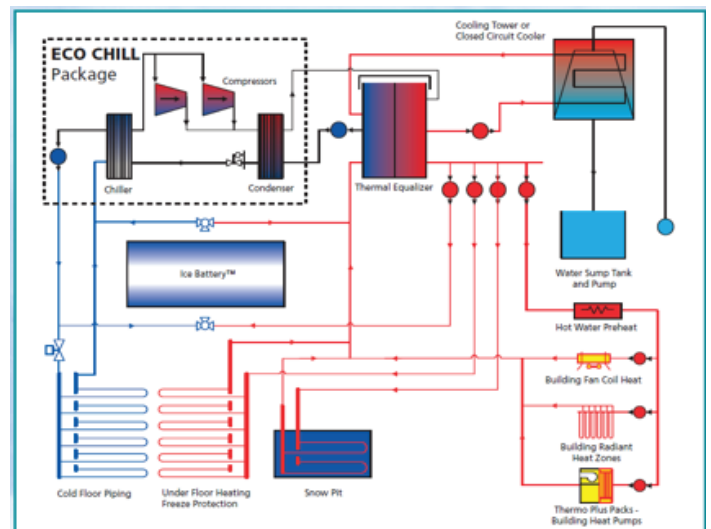 Cooling Tower or
Closed Circuit Cooler
ECO CHILL
Package
Compressors
Chiller
Condenser
Thermal Equalizer
Ice Battery™
Water Sump Tank
and Pump
Hot Water Preheat
Building Fan Coil Heat
Building Radiant
Heat Zones
Cold Floor Piping
Under Floor Heating
Freeze Protection
Snow Pit
Thermo Plus Packs -
Building Heat Pumps